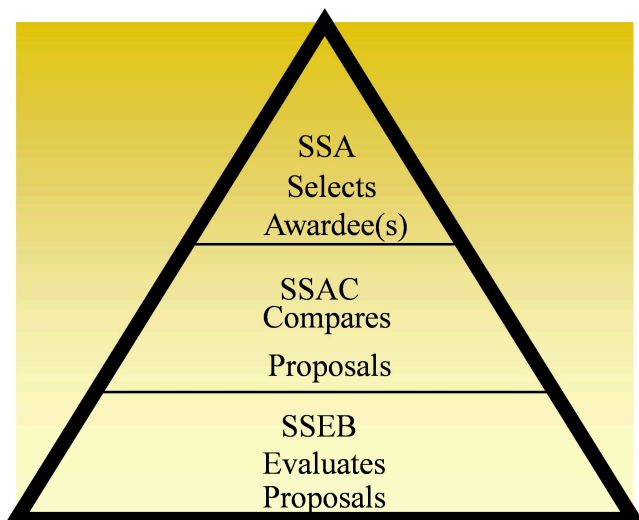 SSA
Selects
Awardee(s)
SSAC
Compares
Proposals
SSEB
Evaluates
Proposals